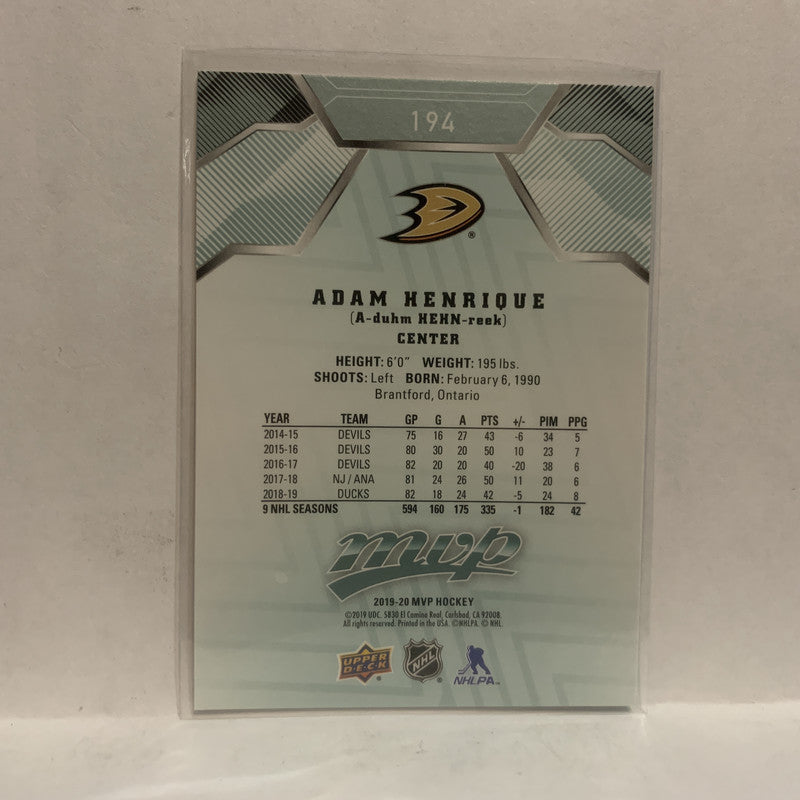 194
®
ADAM HENRIQUE
(A-duhm HEHN-reek)
CENTER
HEIGHT: 6'0" WEIGHT: 195 lbs.
SHOOTS: Left BORN: February 6, 1990
Brantford, Ontario
YEAR TEAM GP G A PTS +/- PIM PPG
2014-15 DEVILS 75 16 27 43 -6 34 5
2015-16 DEVILS 80 30 20 50 10 23 7
2016-17 DEVILS 82 20 20 40 -20 38 6
2017-18 NJ / ANA 81 24 26 50 11 20 6
2018-19 DUCKS 82 18 24 42 -5 24 8
9 NHL SEASONS 594 160 175 335 -1 182 42
mvp
2019-20 MVP HOCKEY
©2019 UDC. 5830 El Camino Real, Carlsbad, CA 92008.
All rights reserved. Printed in the USA. ©NHLPA. © NHL.
UPPER DECK ® NHL ® NHLPA™